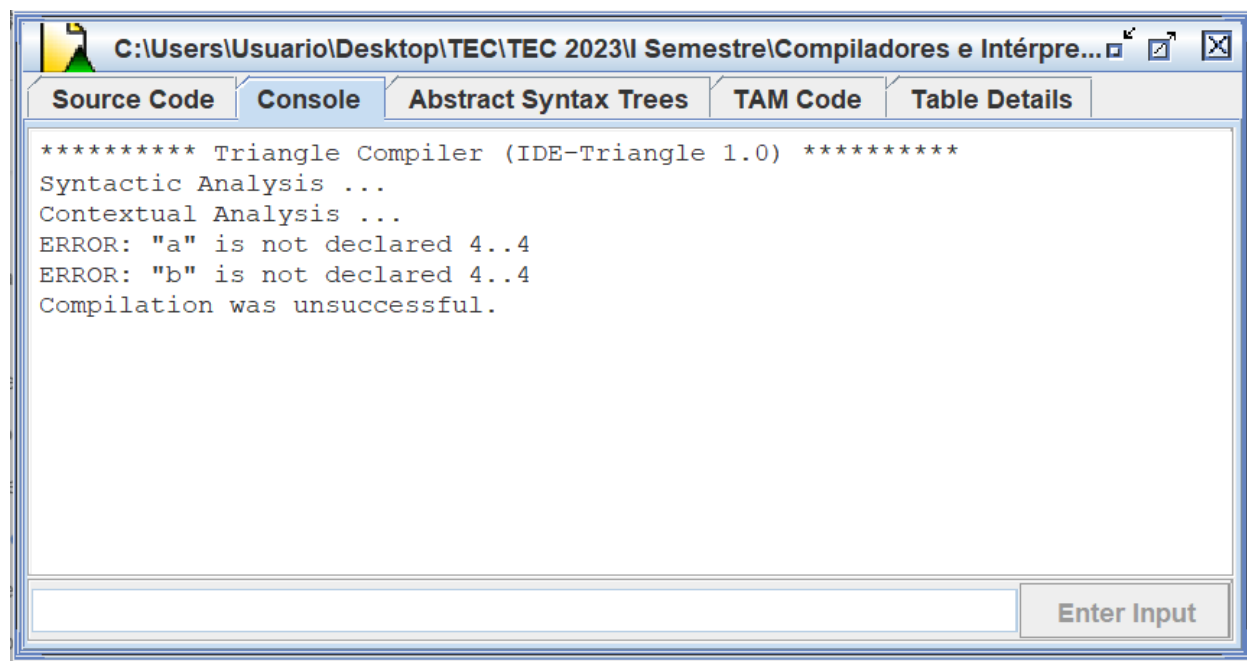 C:\Users\Usuario\Desktop\TEC\TEC 2023\I Semestre\Compiladores e Intérpre...
Source Code Console Abstract Syntax Trees TAM Code Table Details
********** Triangle Compiler (IDE-Triangle 1.0) **********
Syntactic Analysis ...
Contextual Analysis ...
ERROR: "a" is not declared 4..4
ERROR: "b" is not declared 4..4
Compilation was unsuccessful.
Enter Input